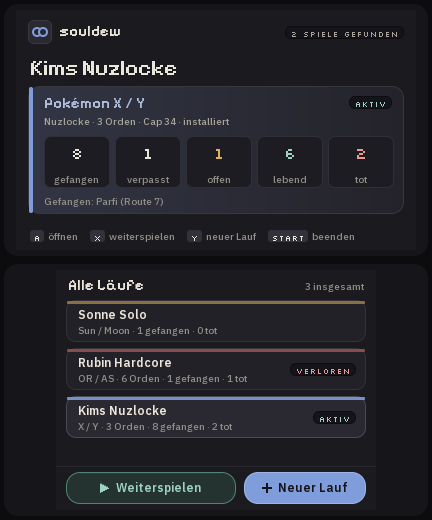 souldew
2 SPIELE GEFUNDEN
Kims Nuzlocke
Pokémon X / Y
AKTIV
Nuzlocke · 3 Orden · Cap 34 · installiert
8 1 1 6 2
gefangen verpasst offen lebend tot
Gefangen: Parfi (Route 7)
A öffnen X weiterspielen Y neuer Lauf START beenden
Alle Läufe
3 insgesamt
Sonne Solo
Sun / Moon · 1 gefangen · 0 tot
Rubin Hardcore
OR / AS · 6 Orden · 1 gefangen · 1 tot
VERLOREN
Kims Nuzlocke
X / Y · 3 Orden · 8 gefangen · 2 tot
AKTIV
Weiterspielen
Neuer Lauf